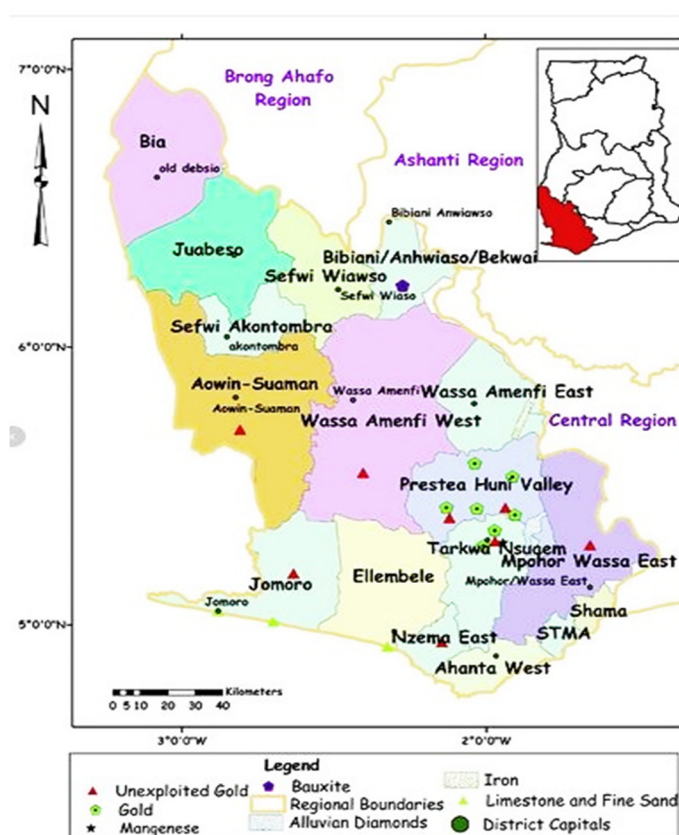 7°0'0"N
Brong Ahafo
Region
N
Bia
old debsio
Ashanti Region
Bibiani Anwiawso
Juabeso
Bibiani/Anhwiaso/Bekwai
Sefwi Wiawso
Sefwi Wiaso
6°0'0"N
Sefwi Akontombra
akontombra
Aowin-Suaman
Aowin-Suaman
Wassa Amenfi
Wassa Amenfi East
Wassa Amenfi West
Central Region
Prestea Huni Valley
Tarkwa Nsuaem
Mpohor Wassa East
Mpohor/Wassa East
Jomoro
Ellembele
Jomoro
Shama
5°0'0"N
Nzema East
STMA
Ahanta West
Kilometers
0 5 10 20 30 40
3°0'0"W
2°0'0"W
Legend
Unexploited Gold
Bauxite
Iron
Gold
Regional Boundaries
Limestone and Fine Sand
Mangenese
Alluvian Diamonds
District Capitals